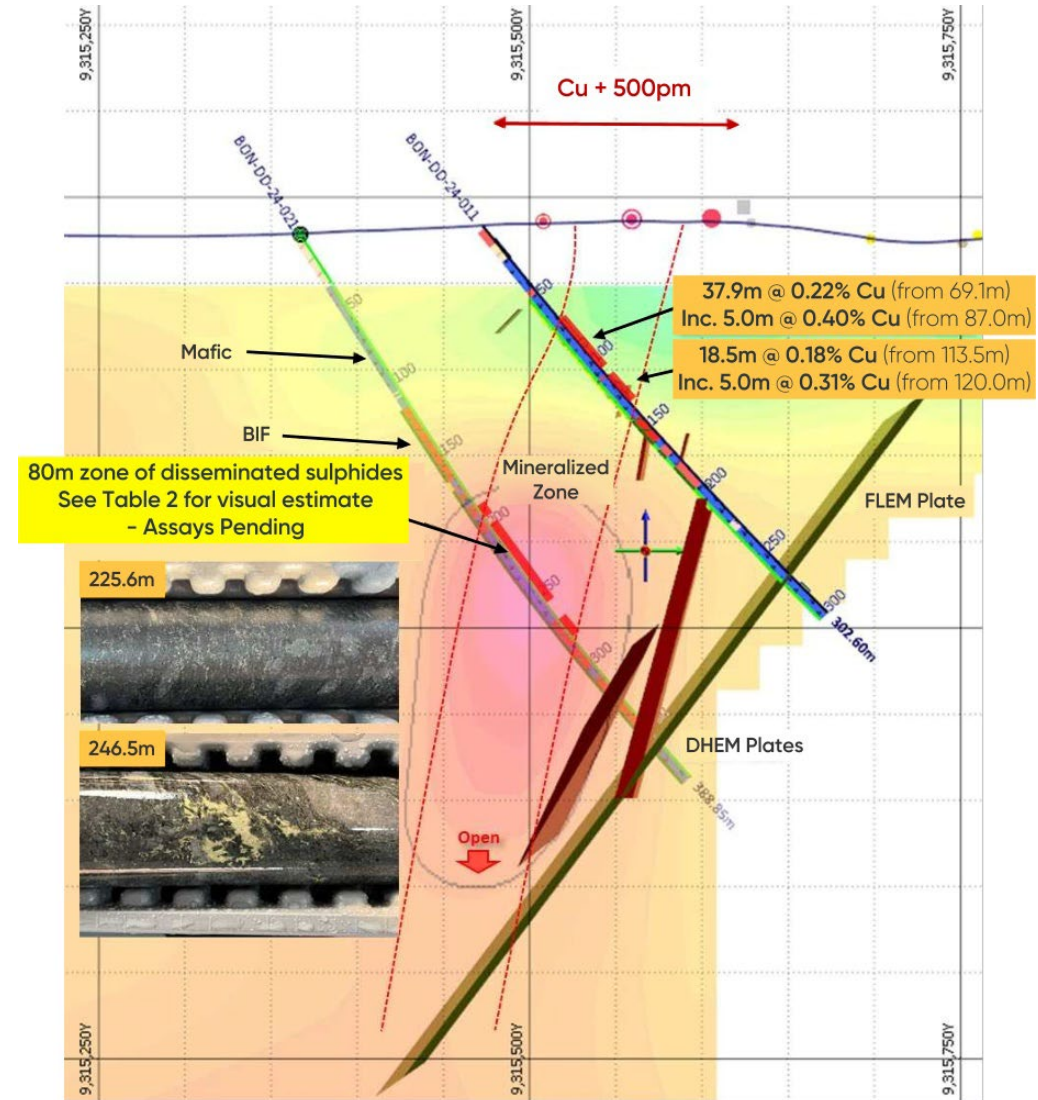 9,315,250Y
9,315,500Y
9,315,750Y
Cu + 500pm
BON-DD-24-021
BON-DD-24-011
37.9m @ 0.22% Cu (from 69.1m)
Inc. 5.0m @ 0.40% Cu (from 87.0m)
18.5m @ 0.18% Cu (from 113.5m)
Inc. 5.0m @ 0.31% Cu (from 120.0m)
50
150
200
250
300
302.60m
50
100
150
200
300
388.85m
Mafic
BIF
80m zone of disseminated sulphides
See Table 2 for visual estimate
- Assays Pending
Mineralized
Zone
FLEM Plate
225.6m
246.5m
DHEM Plates
Open
9,315,250Y
9,315,500Y
9,315,750Y